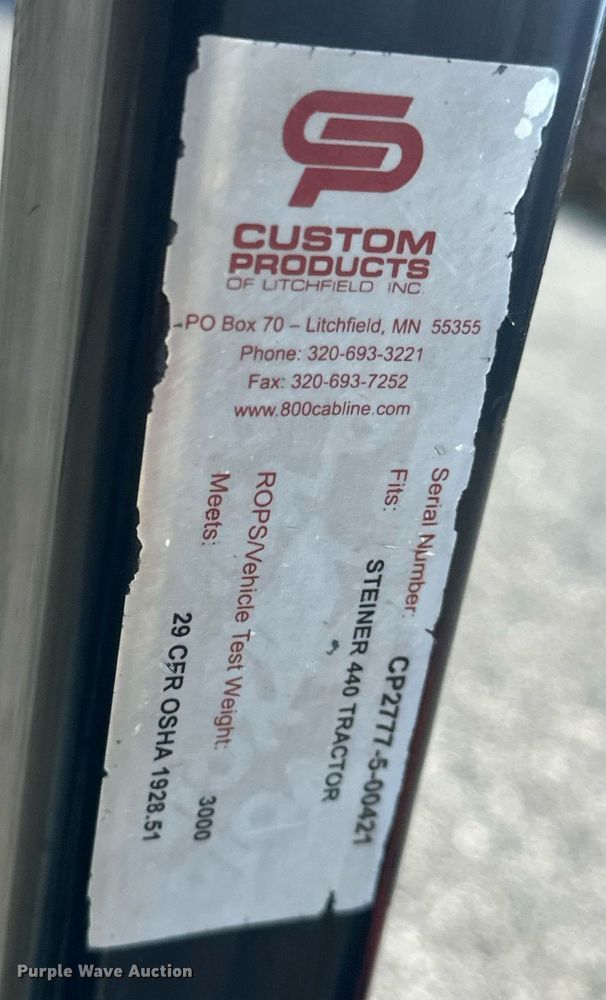 CP
CUSTOM
PRODUCTS
OF LITCHFIELD INC.
PO Box 70 – Litchfield, MN 55355
Phone: 320-693-3221
Fax: 320-693-7252
www.800cabline.com
Serial Number: CP2777-5-00421
Fits: STEINER 440 TRACTOR
ROPS/Vehicle Test Weight: 3000
Meets: 29 CFR OSHA 1928.51
Purple Wave Auction